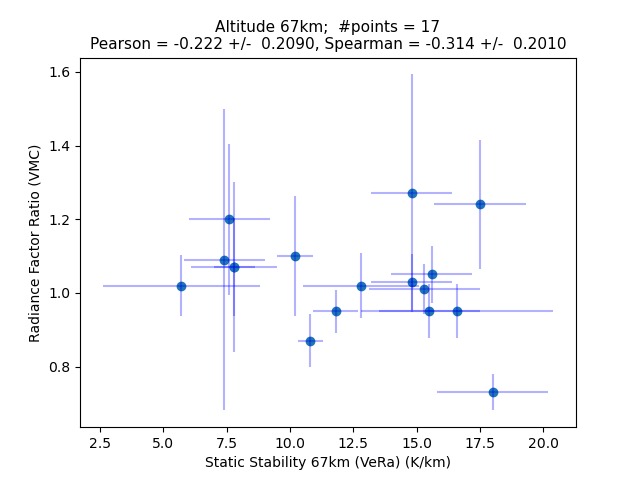 Altitude 67km;  #points = 17
Pearson = -0.222 +/-  0.2090, Spearman = -0.314 +/-  0.2010
1.6
1.4
1.2
1.0
0.8
Radiance Factor Ratio (VMC)
2.5 5.0 7.5 10.0 12.5 15.0 17.5 20.0
Static Stability 67km (VeRa) (K/km)